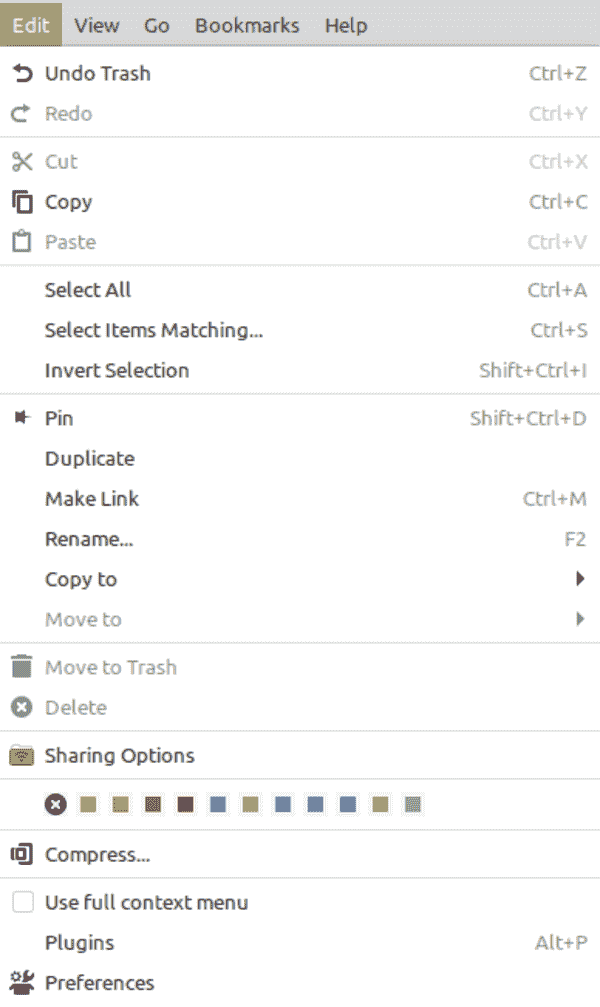 Edit View Go Bookmarks Help
Undo Trash Ctrl+Z
Redo Ctrl+Y
Cut Ctrl+X
Copy Ctrl+C
Paste Ctrl+V
Select All Ctrl+A
Select Items Matching... Ctrl+S
Invert Selection Shift+Ctrl+I
Pin Shift+Ctrl+D
Duplicate
Make Link Ctrl+M
Rename... F2
Copy to
Move to
Move to Trash
Delete
Sharing Options
Compress...
Use full context menu
Plugins Alt+P
Preferences